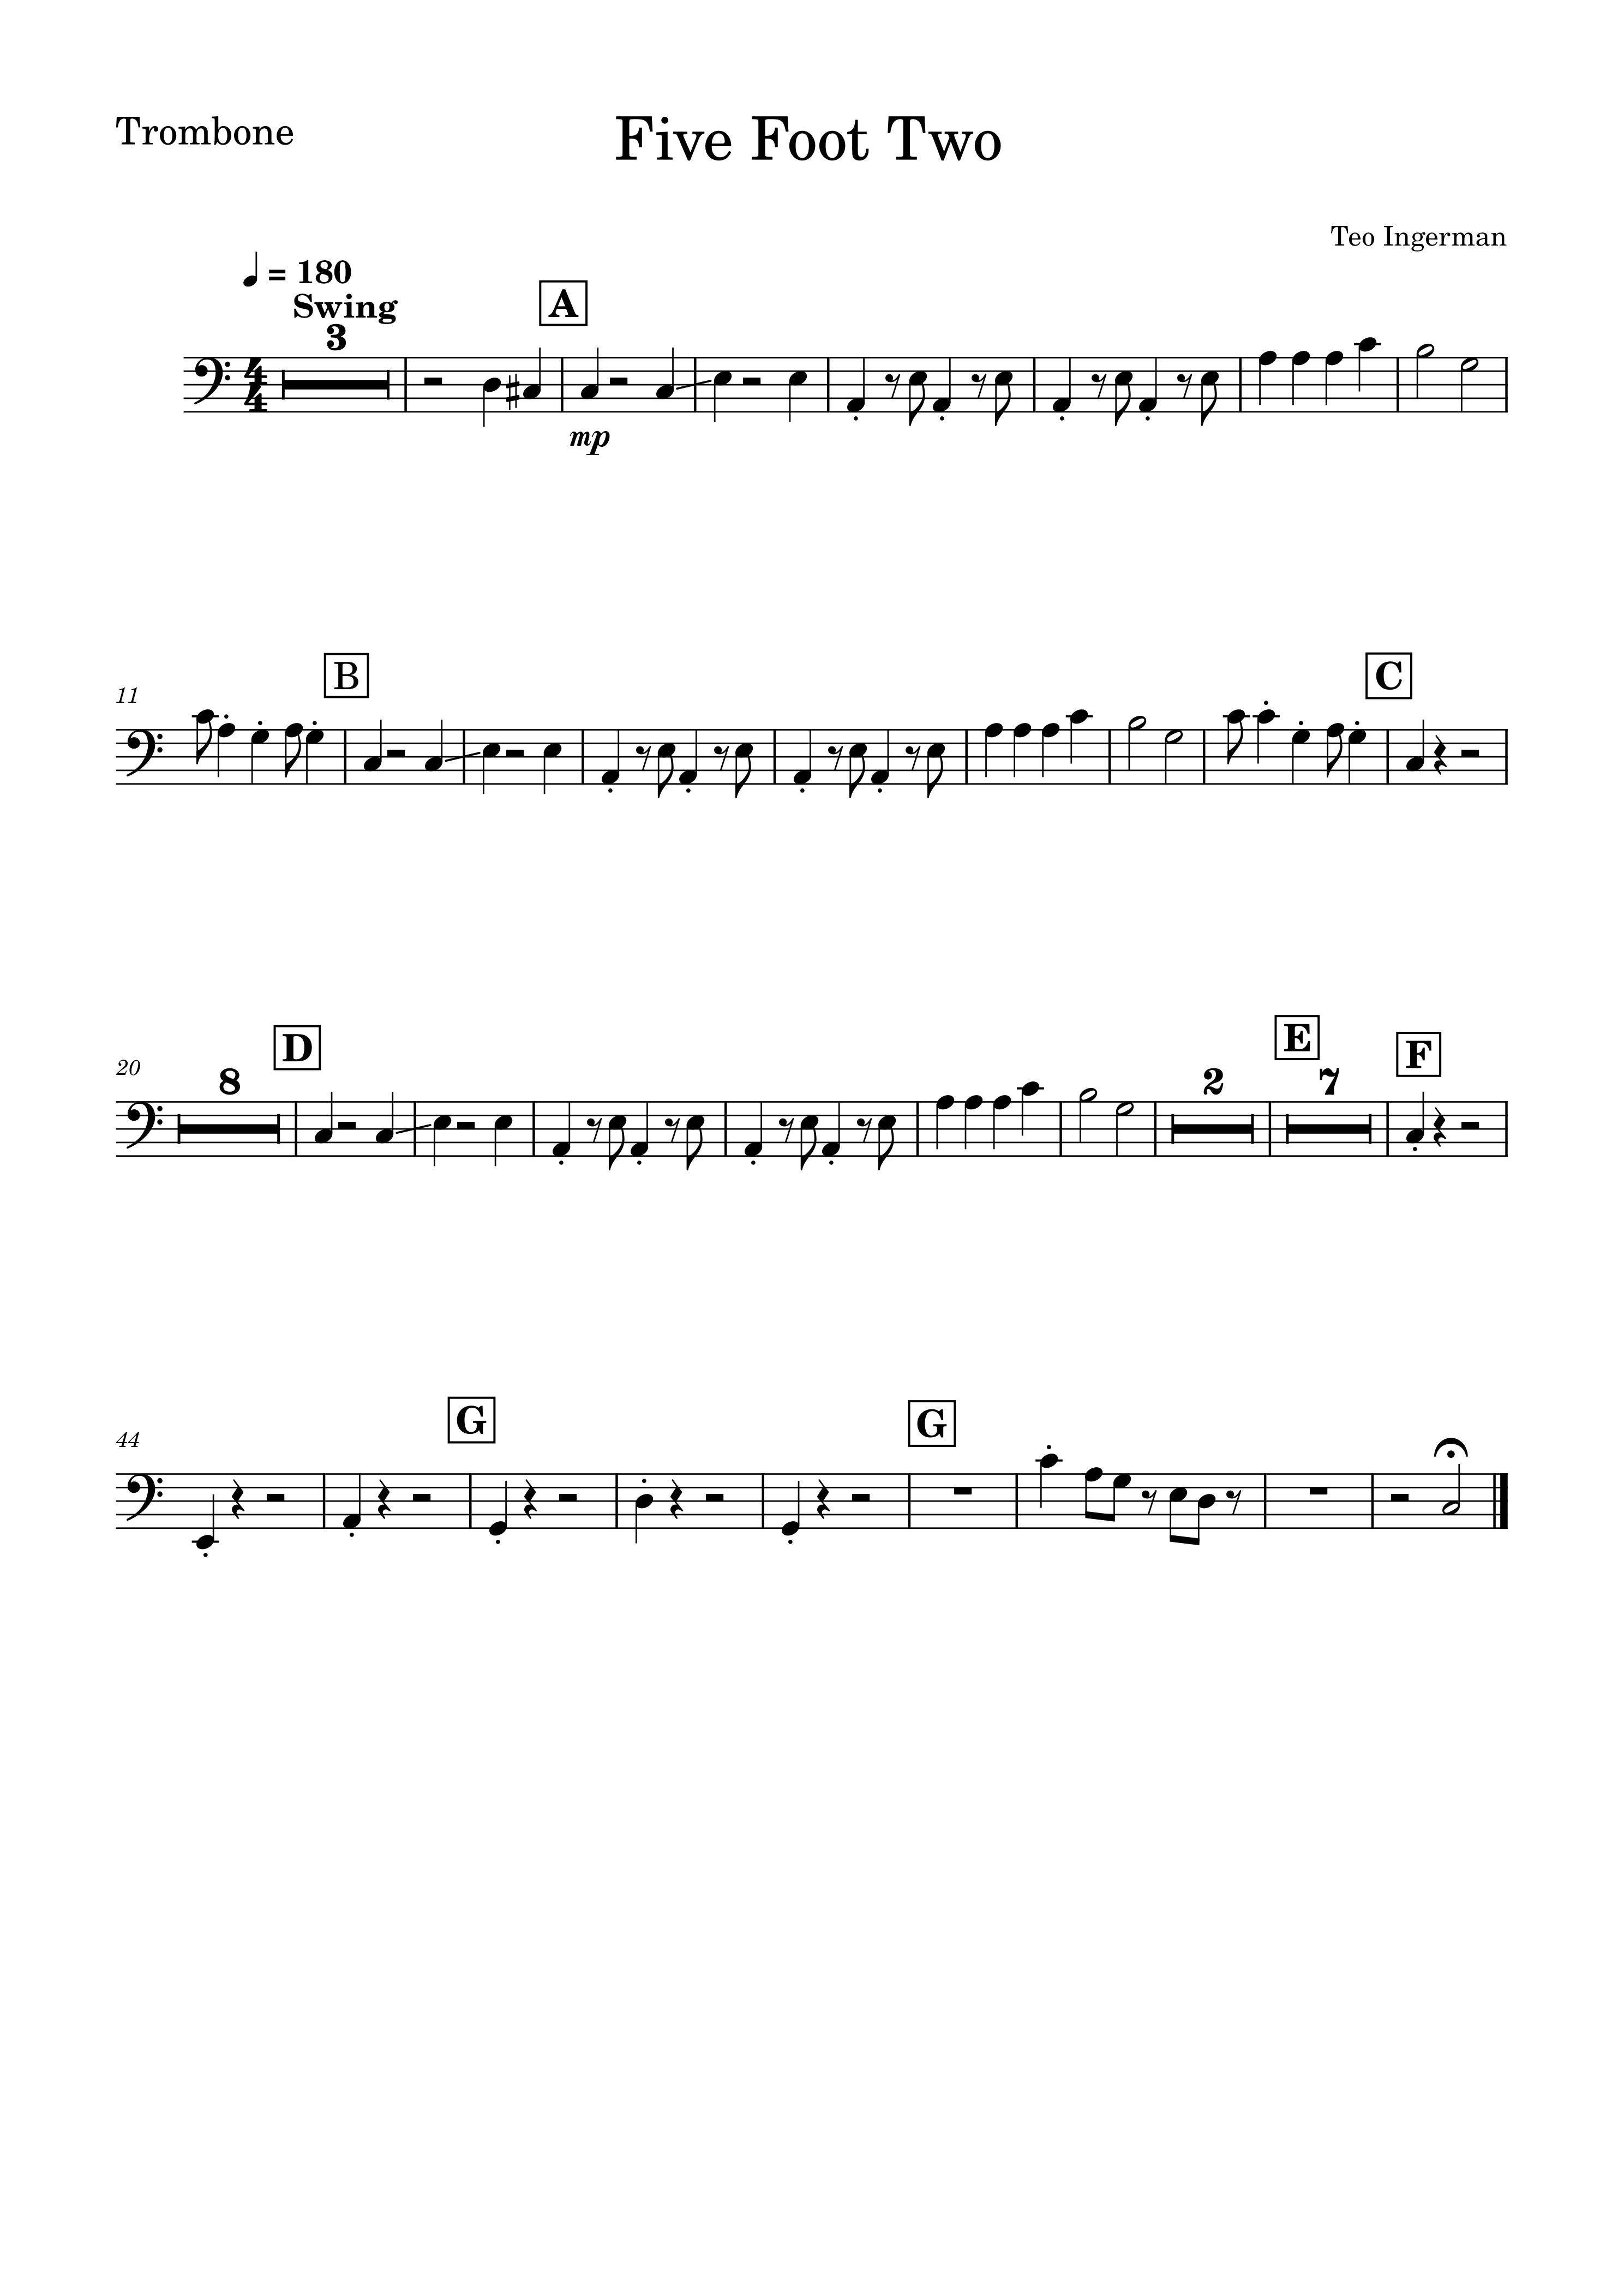 Trombone
Five Foot Two
Teo Ingerman
= 180
Swing
3
A
mp
11
B
C
20
8
D
2
E
7
F
44
G
G